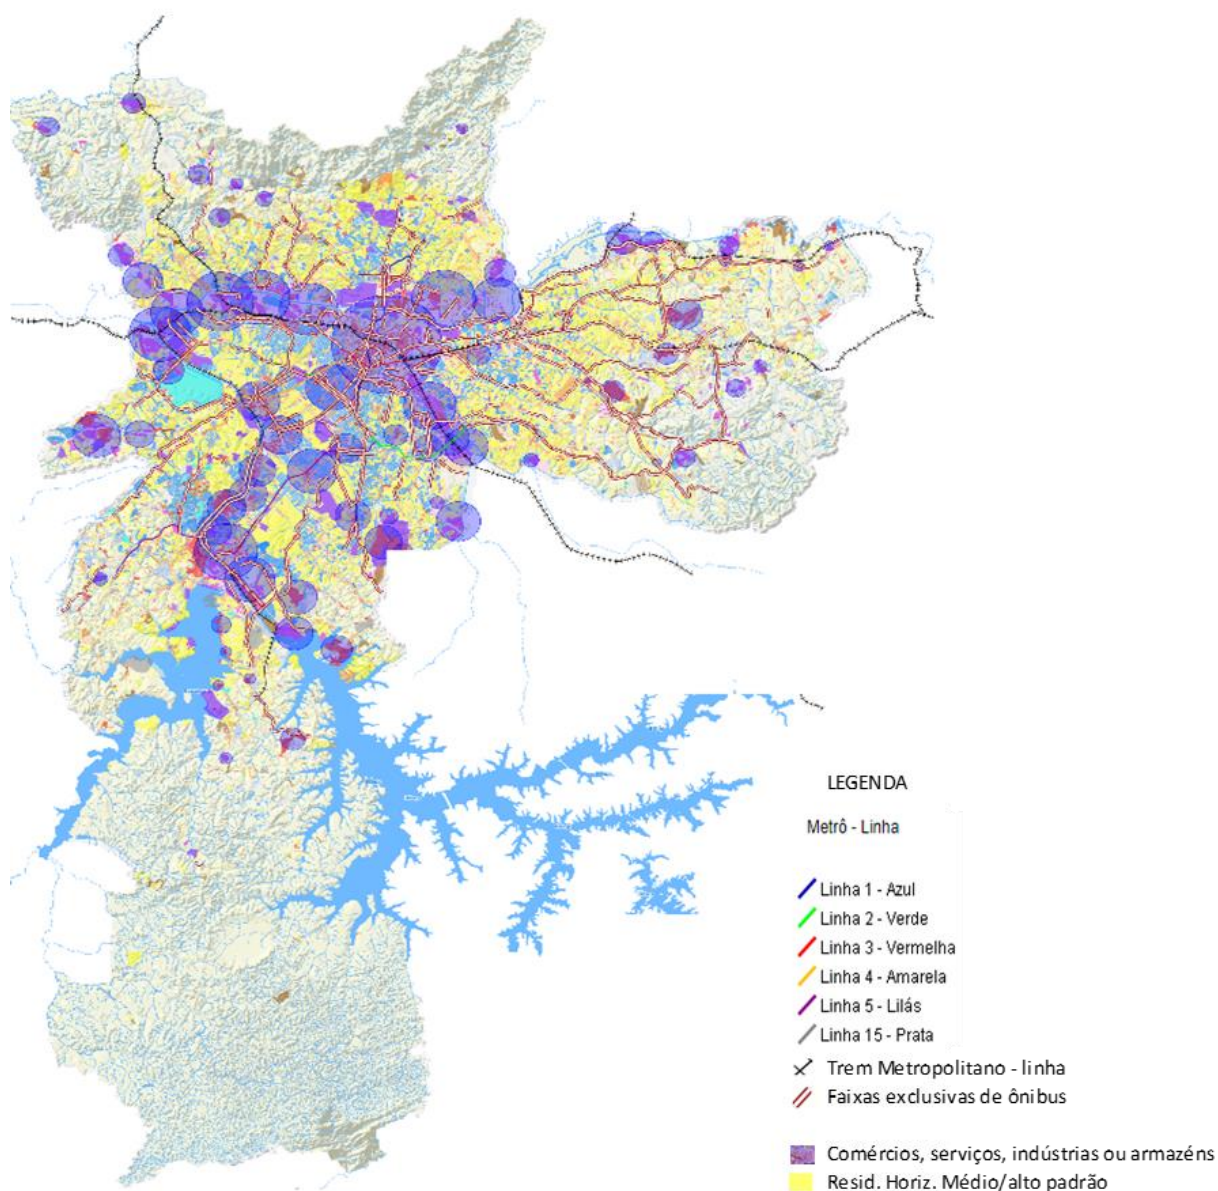 LEGENDA
Metrô - Linha
Linha 1 - Azul
Linha 2 - Verde
Linha 3 - Vermelha
Linha 4 - Amarela
Linha 5 - Lilás
Linha 15 - Prata
Trem Metropolitano - linha
Faixas exclusivas de ônibus
Comércios, serviços, indústrias ou armazéns
Resid. Horiz. Médio/alto padrão